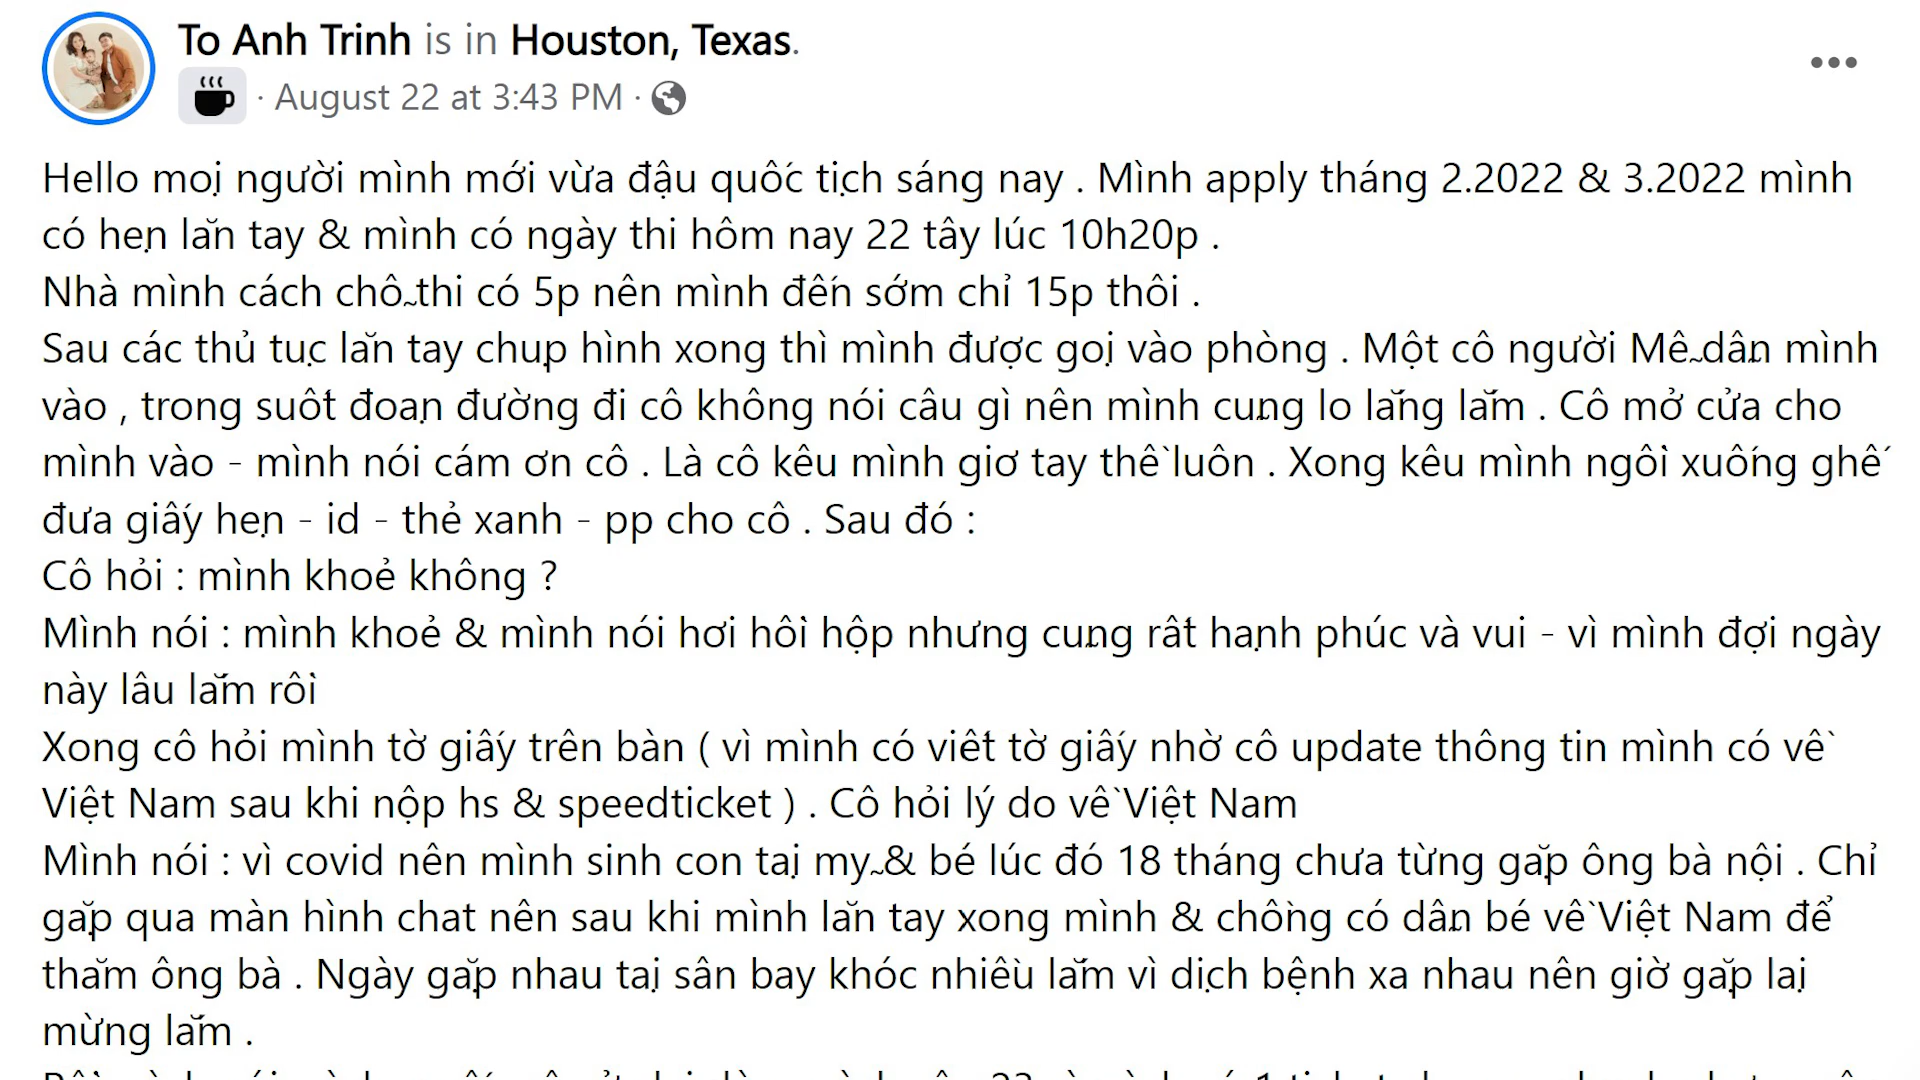 To Anh Trinh is in Houston, Texas.
· August 22 at 3:43 PM ·
Hello mọi người mình mới vừa đậu quốc tịch sáng nay . Mình apply tháng 2.2022 & 3.2022 mình
có hẹn lăn tay & mình có ngày thi hôm nay 22 tây lúc 10h20p .
Nhà mình cách chỗ thi có 5p nên mình đến sớm chỉ 15p thôi .
Sau các thủ tục lăn tay chụp hình xong thì mình được gọi vào phòng . Một cô người Mễ dẫn mình
vào , trong suốt đoạn đường đi cô không nói câu gì nên mình cũng lo lắng lắm . Cô mở cửa cho
mình vào - mình nói cám ơn cô . Là cô kêu mình giơ tay thề luôn . Xong kêu mình ngồi xuống ghế
đưa giấy hẹn - id - thẻ xanh - pp cho cô . Sau đó :
Cô hỏi : mình khoẻ không ?
Mình nói : mình khoẻ & mình nói hơi hồi hộp nhưng cũng rất hạnh phúc và vui - vì mình đợi ngày
này lâu lắm rồi
Xong cô hỏi mình tờ giấy trên bàn ( vì mình có viết tờ giấy nhờ cô update thông tin mình có về
Việt Nam sau khi nộp hs & speedticket ) . Cô hỏi lý do về Việt Nam
Mình nói : vì covid nên mình sinh con tại mỹ & bé lúc đó 18 tháng chưa từng gặp ông bà nội . Chỉ
gặp qua màn hình chat nên sau khi mình lăn tay xong mình & chồng có dẫn bé về Việt Nam để
thăm ông bà . Ngày gặp nhau tại sân bay khóc nhiều lắm vì dịch bệnh xa nhau nên giờ gặp lại
mừng lắm .